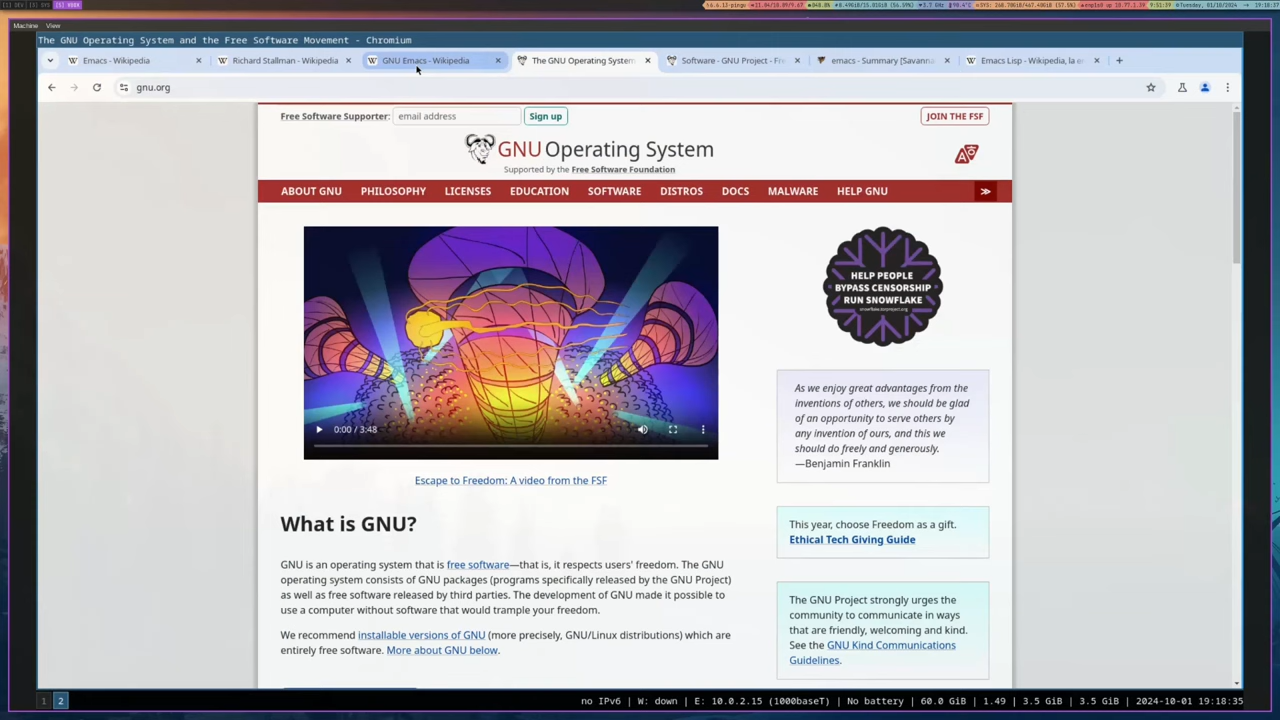 Machine View
The GNU Operating System and the Free Software Movement - Chromium
Emacs - Wikipedia
Richard Stallman - Wikipedia
GNU Emacs - Wikipedia
The GNU Operating System
Software - GNU Project - Fre
emacs - Summary [Savanna
Emacs Lisp - Wikipedia, la e
gnu.org
Free Software Supporter: email address Sign up
JOIN THE FSF
GNU Operating System
Supported by the Free Software Foundation
ABOUT GNU PHILOSOPHY LICENSES EDUCATION SOFTWARE DISTROS DOCS MALWARE HELP GNU
0:00 / 3:48
Escape to Freedom: A video from the FSF
What is GNU?
GNU is an operating system that is free software—that is, it respects users' freedom. The GNU
operating system consists of GNU packages (programs specifically released by the GNU Project)
as well as free software released by third parties. The development of GNU made it possible to
use a computer without software that would trample your freedom.
We recommend installable versions of GNU (more precisely, GNU/Linux distributions) which are
entirely free software. More about GNU below.
HELP PEOPLE
BYPASS CENSORSHIP
RUN SNOWFLAKE
As we enjoy great advantages from the
inventions of others, we should be glad
of an opportunity to serve others by
any invention of ours, and this we
should do freely and generously.
—Benjamin Franklin
This year, choose Freedom as a gift.
Ethical Tech Giving Guide
The GNU Project strongly urges the
community to communicate in ways
that are friendly, welcoming and kind.
See the GNU Kind Communications
Guidelines.
1 2
no IPv6 | W: down | E: 10.0.2.15 (1000baseT) | No battery | 60.0 GiB | 1.49 | 3.5 GiB | 3.5 GiB | 2024-10-01 19:18:35